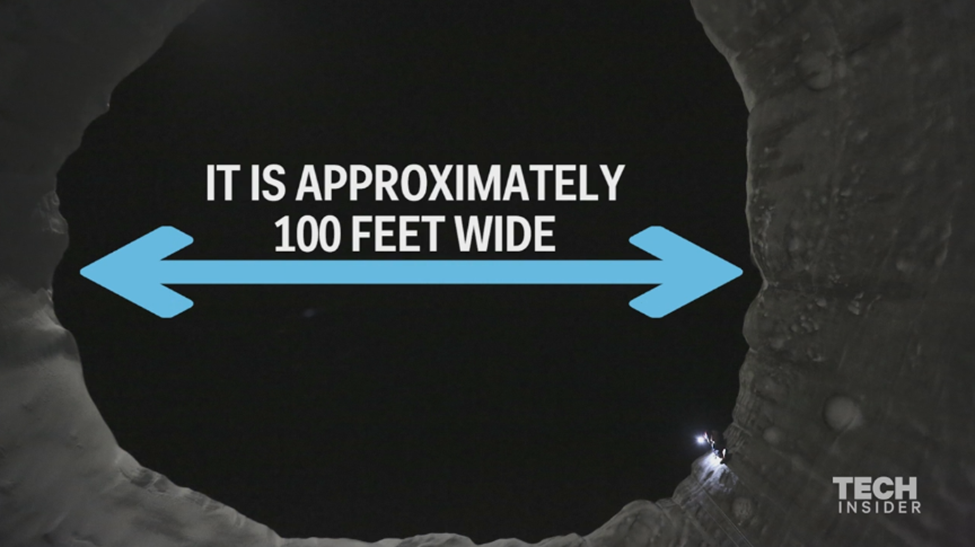 IT IS APPROXIMATELY
100 FEET WIDE
TECH
INSIDER